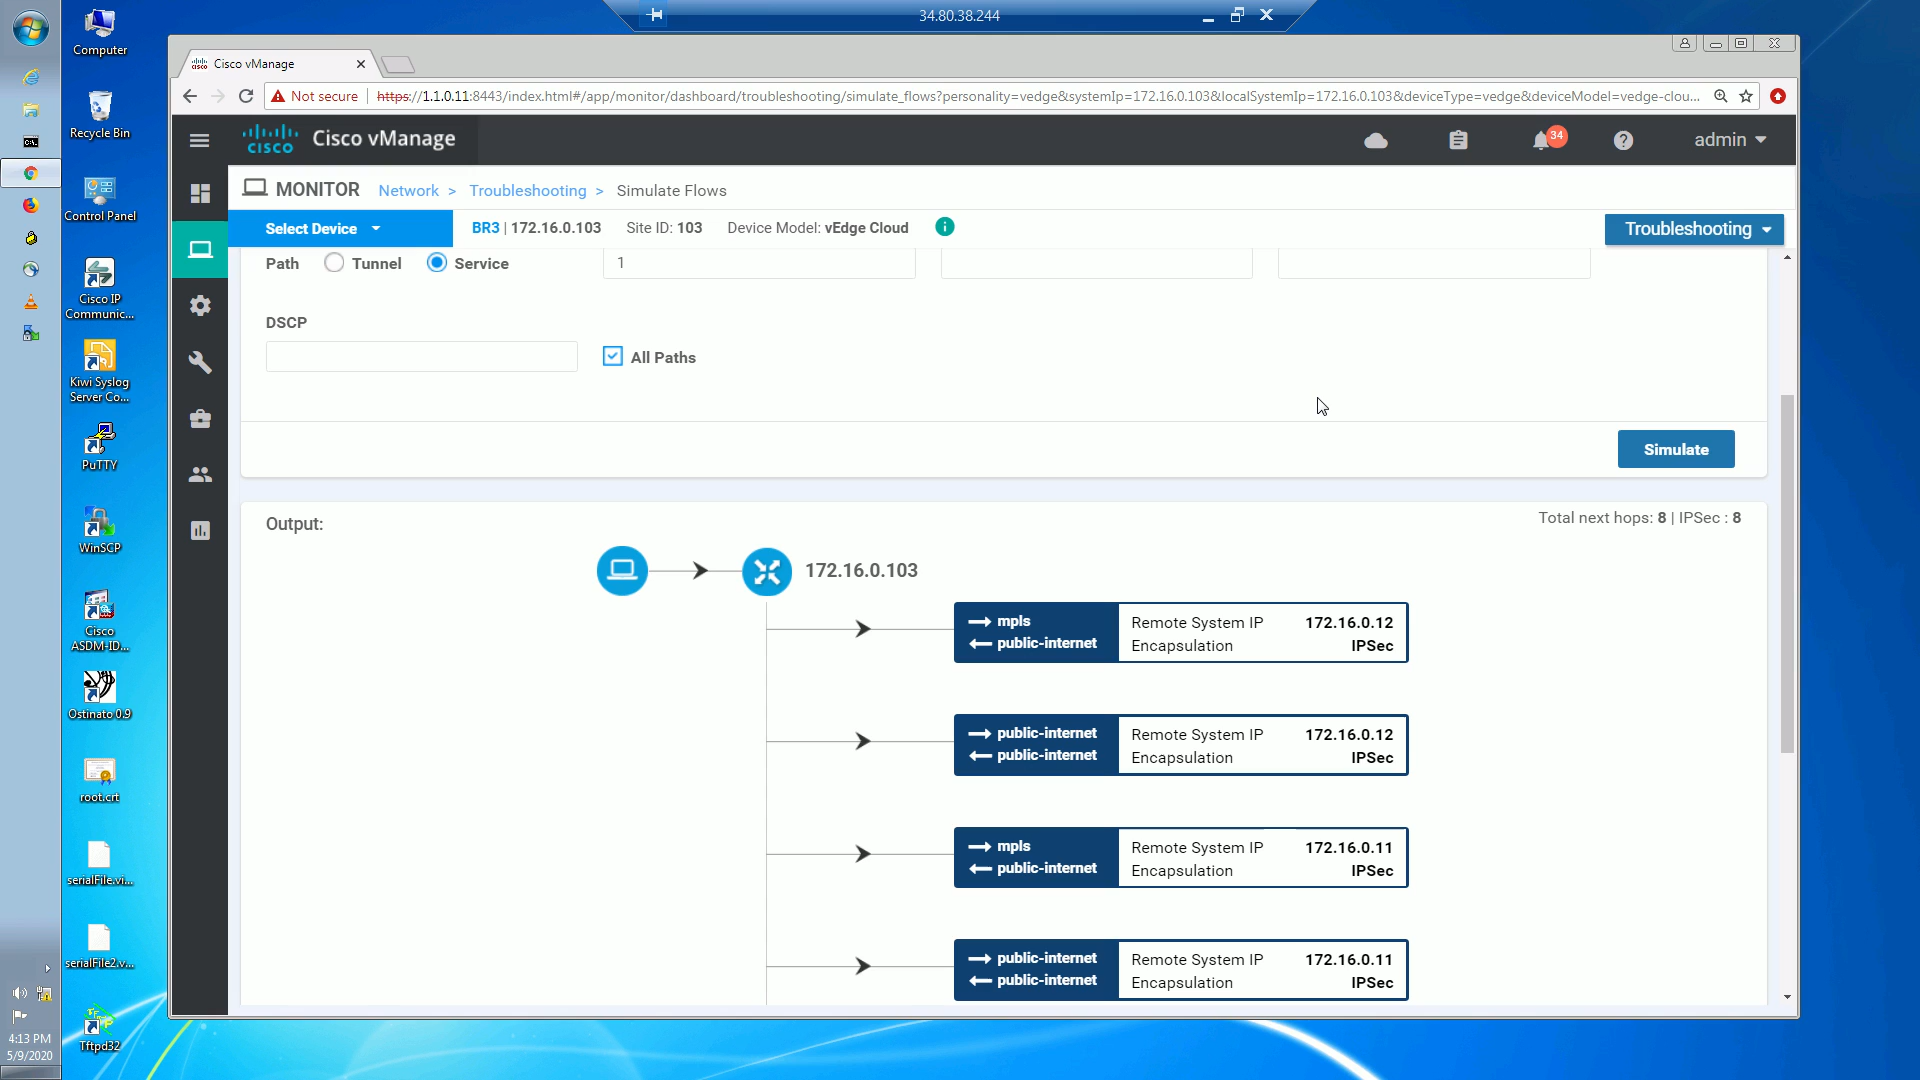 34.80.38.244
Computer
Recycle Bin
Control Panel
Cisco IP
Communic...
Kiwi Syslog
Server Co...
PuTTY
WinSCP
Cisco
ASDM-ID...
Ostinato 0.9
root.crt
serialFile.vi...
serialFile2.v...
Tftpd32
4:13 PM
5/9/2020
Cisco vManage
Not secure
https://1.1.0.11:8443/index.html#/app/monitor/dashboard/troubleshooting/simulate_flows?personality=vedge&systemIp=172.16.0.103&localSystemIp=172.16.0.103&deviceType=vedge&deviceModel=vedge-clou...
cisco
Cisco vManage
34
admin
MONITOR
Network > Troubleshooting > Simulate Flows
Select Device
BR3 | 172.16.0.103
Site ID: 103
Device Model: vEdge Cloud
Troubleshooting
Path
Tunnel
Service
1
DSCP
All Paths
Simulate
Output:
Total next hops: 8 | IPSec : 8
172.16.0.103
mpls
public-internet
Remote System IP 172.16.0.12
Encapsulation IPSec
public-internet
public-internet
Remote System IP 172.16.0.12
Encapsulation IPSec
mpls
public-internet
Remote System IP 172.16.0.11
Encapsulation IPSec
public-internet
public-internet
Remote System IP 172.16.0.11
Encapsulation IPSec